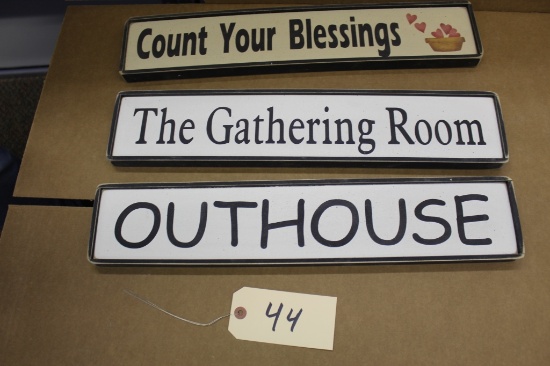 Count Your Blessings
The Gathering Room
OUTHOUSE
44